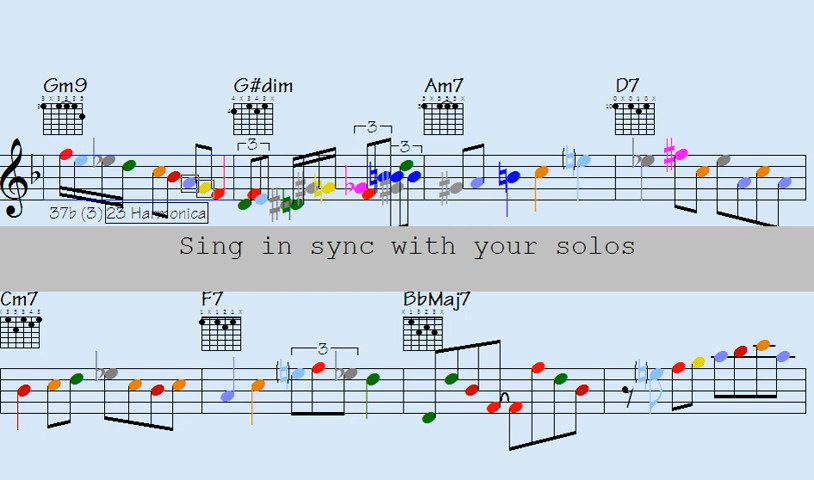 Gm9 G#dim Am7 D7
3 3 3
37b (3) 23 Harmonica
Sing in sync with your solos
Cm7 F7 BbMaj7
3